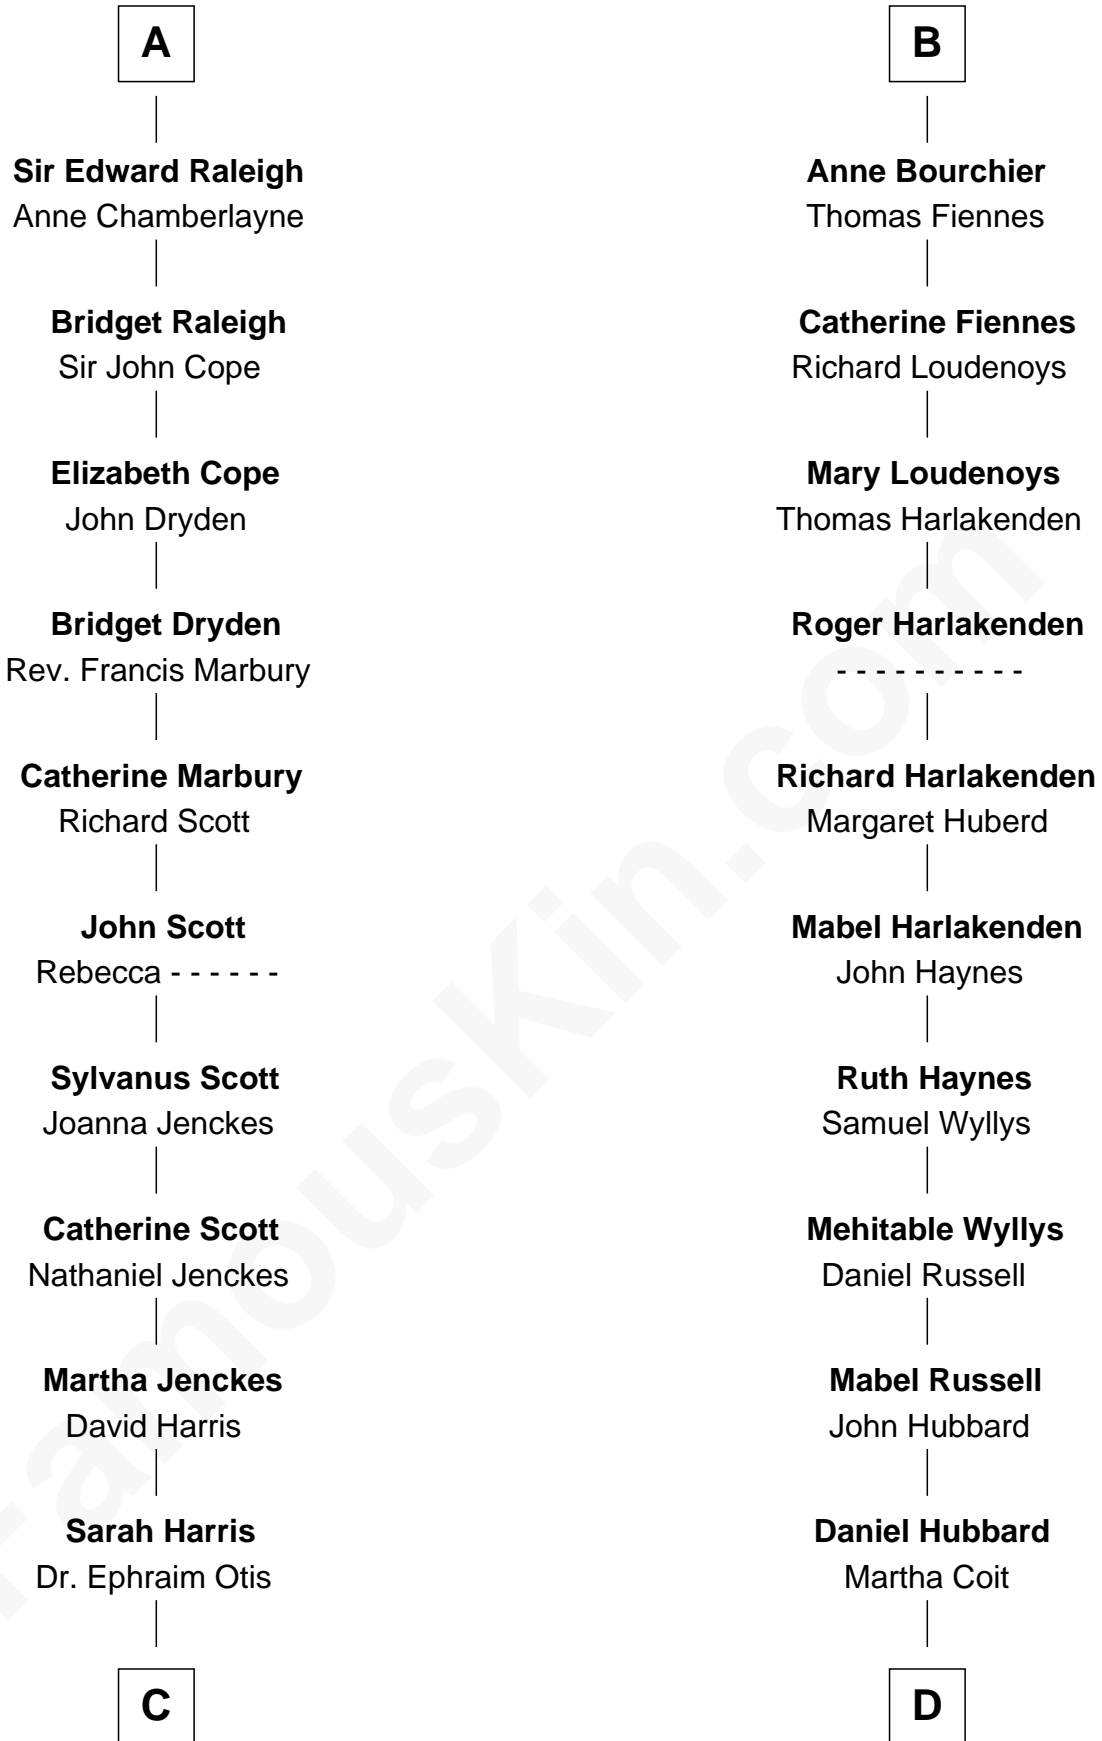 A
Sir Edward Raleigh
Anne Chamberlayne
Bridget Raleigh
Sir John Cope
Elizabeth Cope
John Dryden
Bridget Dryden
Rev. Francis Marbury
Catherine Marbury
Richard Scott
John Scott
Rebecca - - - - - -
Sylvanus Scott
Joanna Jenckes
Catherine Scott
Nathaniel Jenckes
Martha Jenckes
David Harris
Sarah Harris
Dr. Ephraim Otis
C
B
Anne Bourchier
Thomas Fiennes
Catherine Fiennes
Richard Loudenoys
Mary Loudenoys
Thomas Harlakenden
Roger Harlakenden
- - - - - - - - - -
Richard Harlakenden
Margaret Huberd
Mabel Harlakenden
John Haynes
Ruth Haynes
Samuel Wyllys
Mehitable Wyllys
Daniel Russell
Mabel Russell
John Hubbard
Daniel Hubbard
Martha Coit
D
FamousKin.com